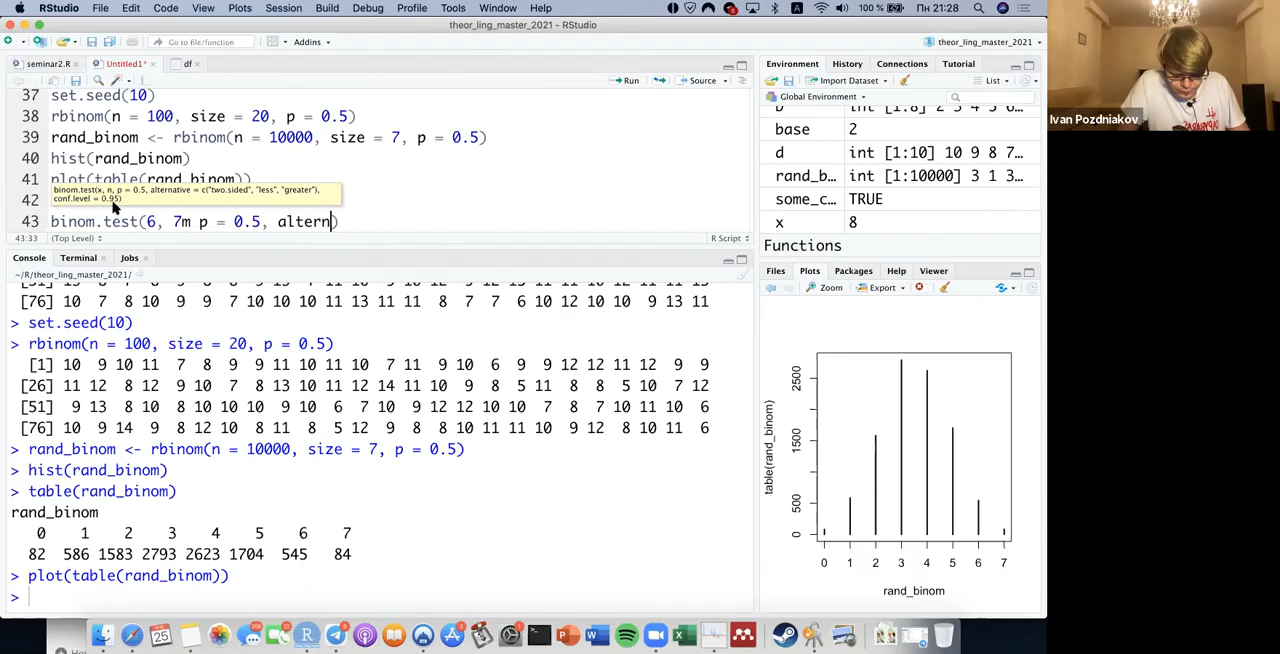 RStudio File Edit Code View Plots Session Build Debug Profile Tools Window Help 100 % Пн 21:28
theor_ling_master_2021 - RStudio
Go to file/function Addins theor_ling_master_2021
seminar2.R Untitled1* df
Run Source
37 set.seed(10)
38 rbinom(n = 100, size = 20, p = 0.5)
39 rand_binom <- rbinom(n = 10000, size = 7, p = 0.5)
40 hist(rand_binom)
41 plot(table(rand_binom))
binom.test(x, n, p = 0.5, alternative = c("two.sided", "less", "greater"),
conf.level = 0.95)
42
43 binom.test(6, 7m p = 0.5, altern)
43:33 (Top Level) R Script
Console Terminal Jobs
~/R/theor_ling_master_2021/
[76] 10 7 8 10 9 9 7 10 10 10 11 13 11 11 8 7 7 6 10 12 10 10 9 13 11
> set.seed(10)
> rbinom(n = 100, size = 20, p = 0.5)
[1] 10 9 10 11 7 8 9 9 11 10 11 10 7 11 9 10 6 9 9 12 12 11 12 9 9
[26] 11 12 8 12 9 10 7 8 13 10 11 12 14 11 10 9 8 5 11 8 8 5 10 7 12
[51] 9 13 8 10 8 10 10 10 9 10 6 7 10 9 12 12 10 10 7 8 7 10 11 10 6
[76] 10 9 14 9 8 12 10 8 11 8 5 12 9 8 8 10 11 11 10 9 12 8 10 11 6
> rand_binom <- rbinom(n = 10000, size = 7, p = 0.5)
> hist(rand_binom)
> table(rand_binom)
rand_binom
0 1 2 3 4 5 6 7
82 586 1583 2793 2623 1704 545 84
> plot(table(rand_binom))
>
Environment History Connections Tutorial
Import Dataset List
Global Environment
b int [1:8] 2 3 4 5 6…
base 2
d int [1:10] 10 9 8 7…
rand_b… int [1:10000] 3 1 3…
some_c… TRUE
x 8
Functions
Files Plots Packages Help Viewer
Zoom Export
table(rand_binom)
2500
1500
500
0
0 1 2 3 4 5 6 7
rand_binom
Ivan Pozdniakov